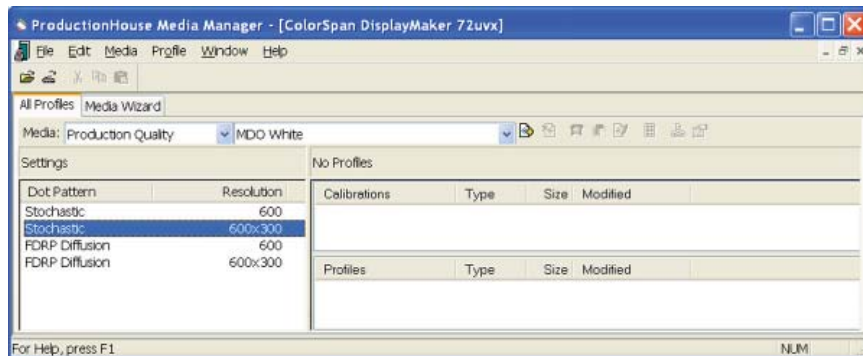 ProductionHouse Media Manager - [ColorSpan DisplayMaker 72uvx]
File Edit Media Profile Window Help
All Profiles Media Wizard
Media: Production Quality MDO White
Settings No Profiles
Dot Pattern Resolution Calibrations Type Size Modified
Stochastic 600
Stochastic 600x300
FDRP Diffusion 600
FDRP Diffusion 600x300 Profiles Type Size Modified
For Help, press F1 NUM